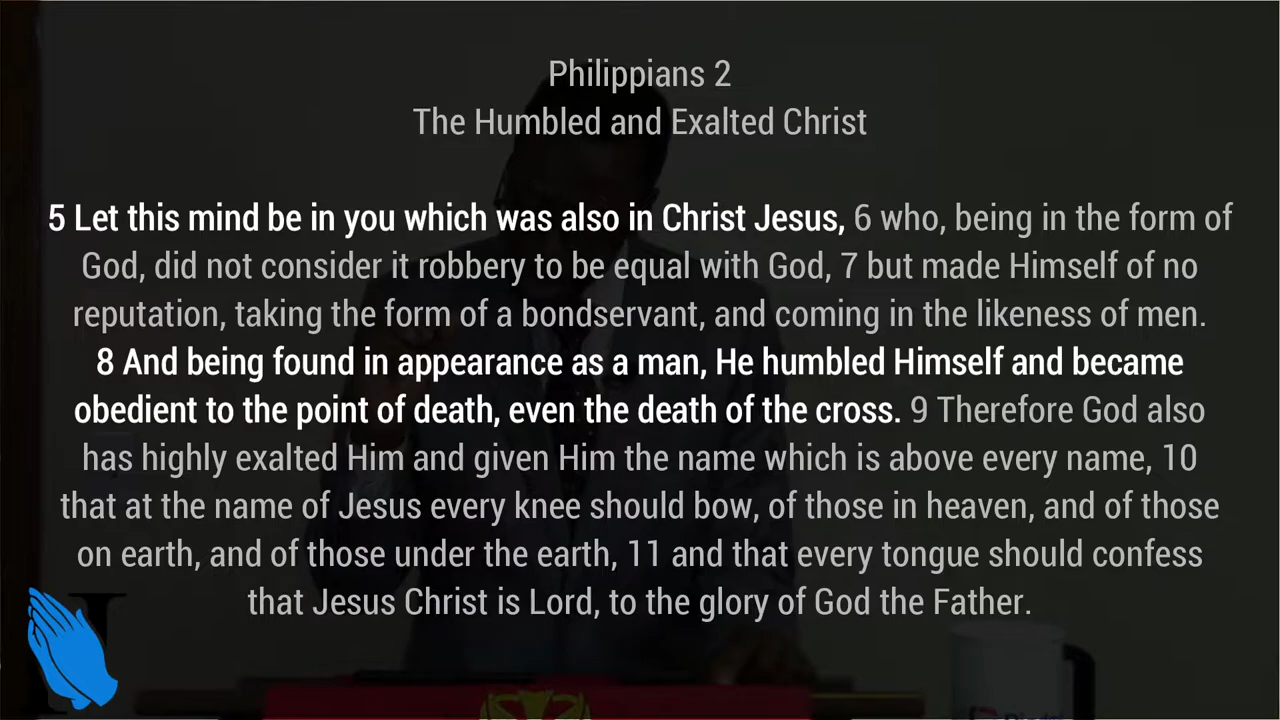 Philippians 2
The Humbled and Exalted Christ
5 Let this mind be in you which was also in Christ Jesus, 6 who, being in the form of
God, did not consider it robbery to be equal with God, 7 but made Himself of no
reputation, taking the form of a bondservant, and coming in the likeness of men.
8 And being found in appearance as a man, He humbled Himself and became
obedient to the point of death, even the death of the cross. 9 Therefore God also
has highly exalted Him and given Him the name which is above every name, 10
that at the name of Jesus every knee should bow, of those in heaven, and of those
on earth, and of those under the earth, 11 and that every tongue should confess
that Jesus Christ is Lord, to the glory of God the Father.